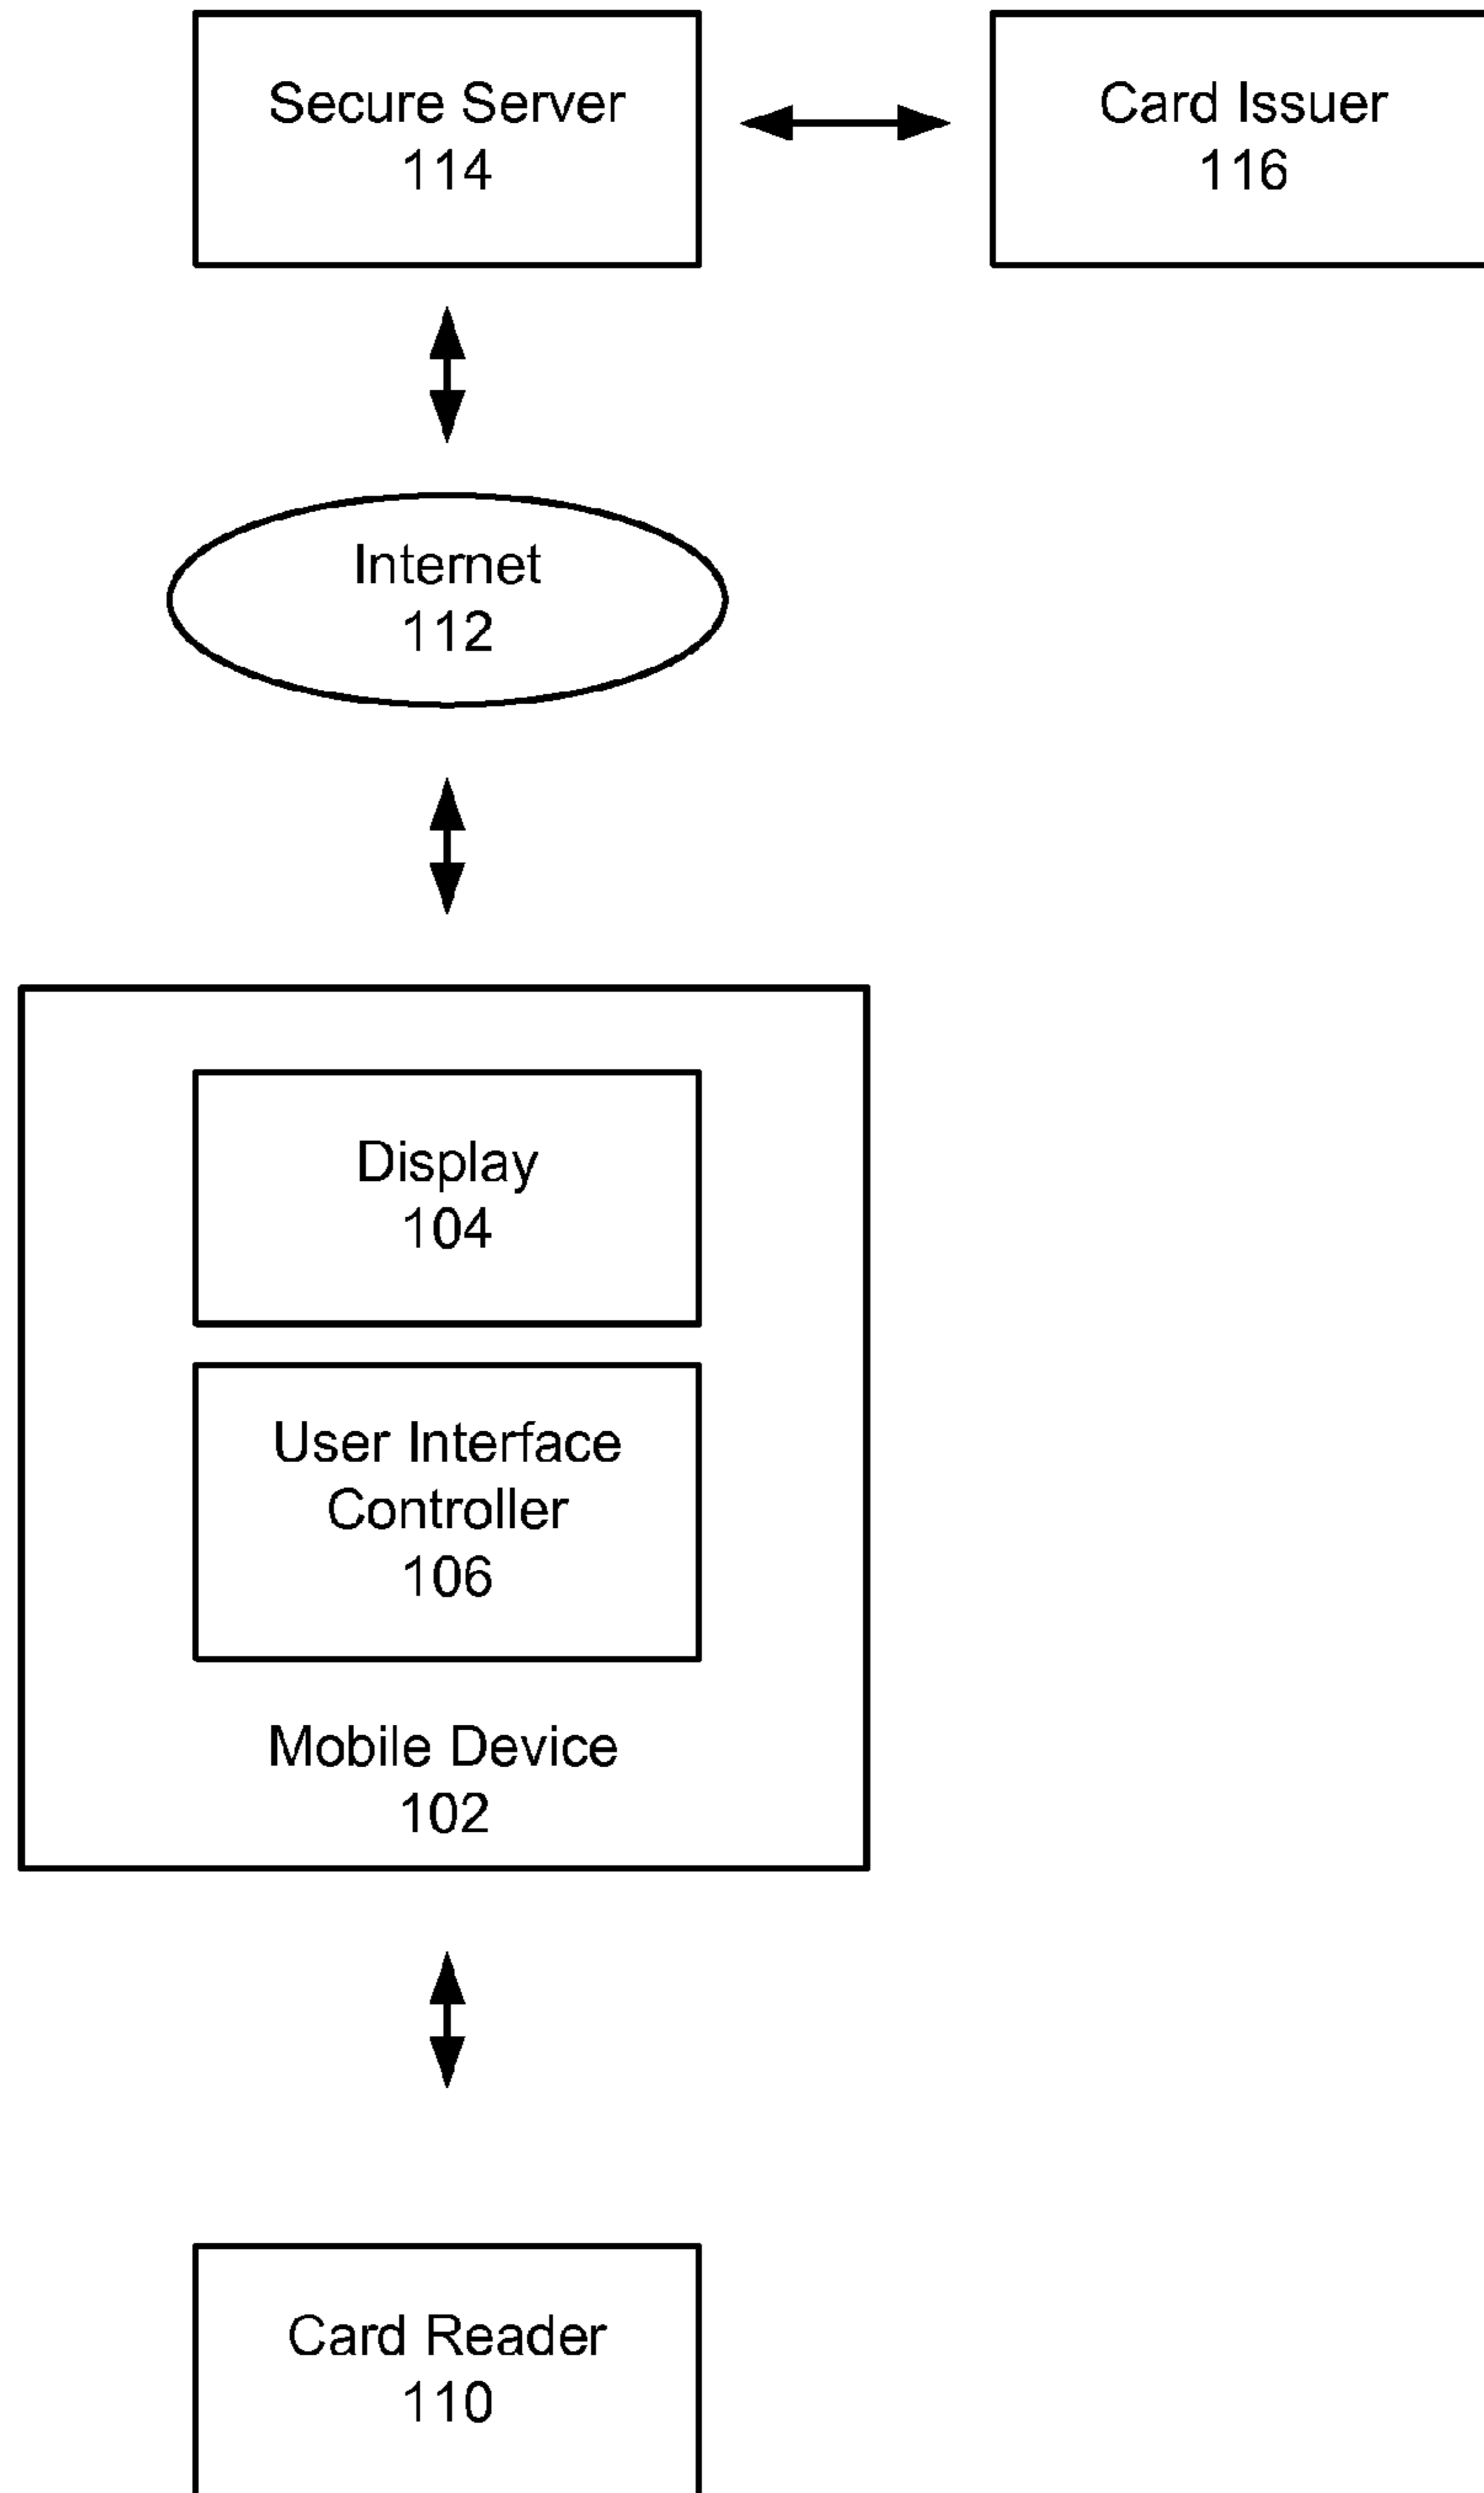 Secure Server
114
Card Issuer
116
Internet
112
Display
104
User Interface
Controller
106
Mobile Device
102
Card Reader
110